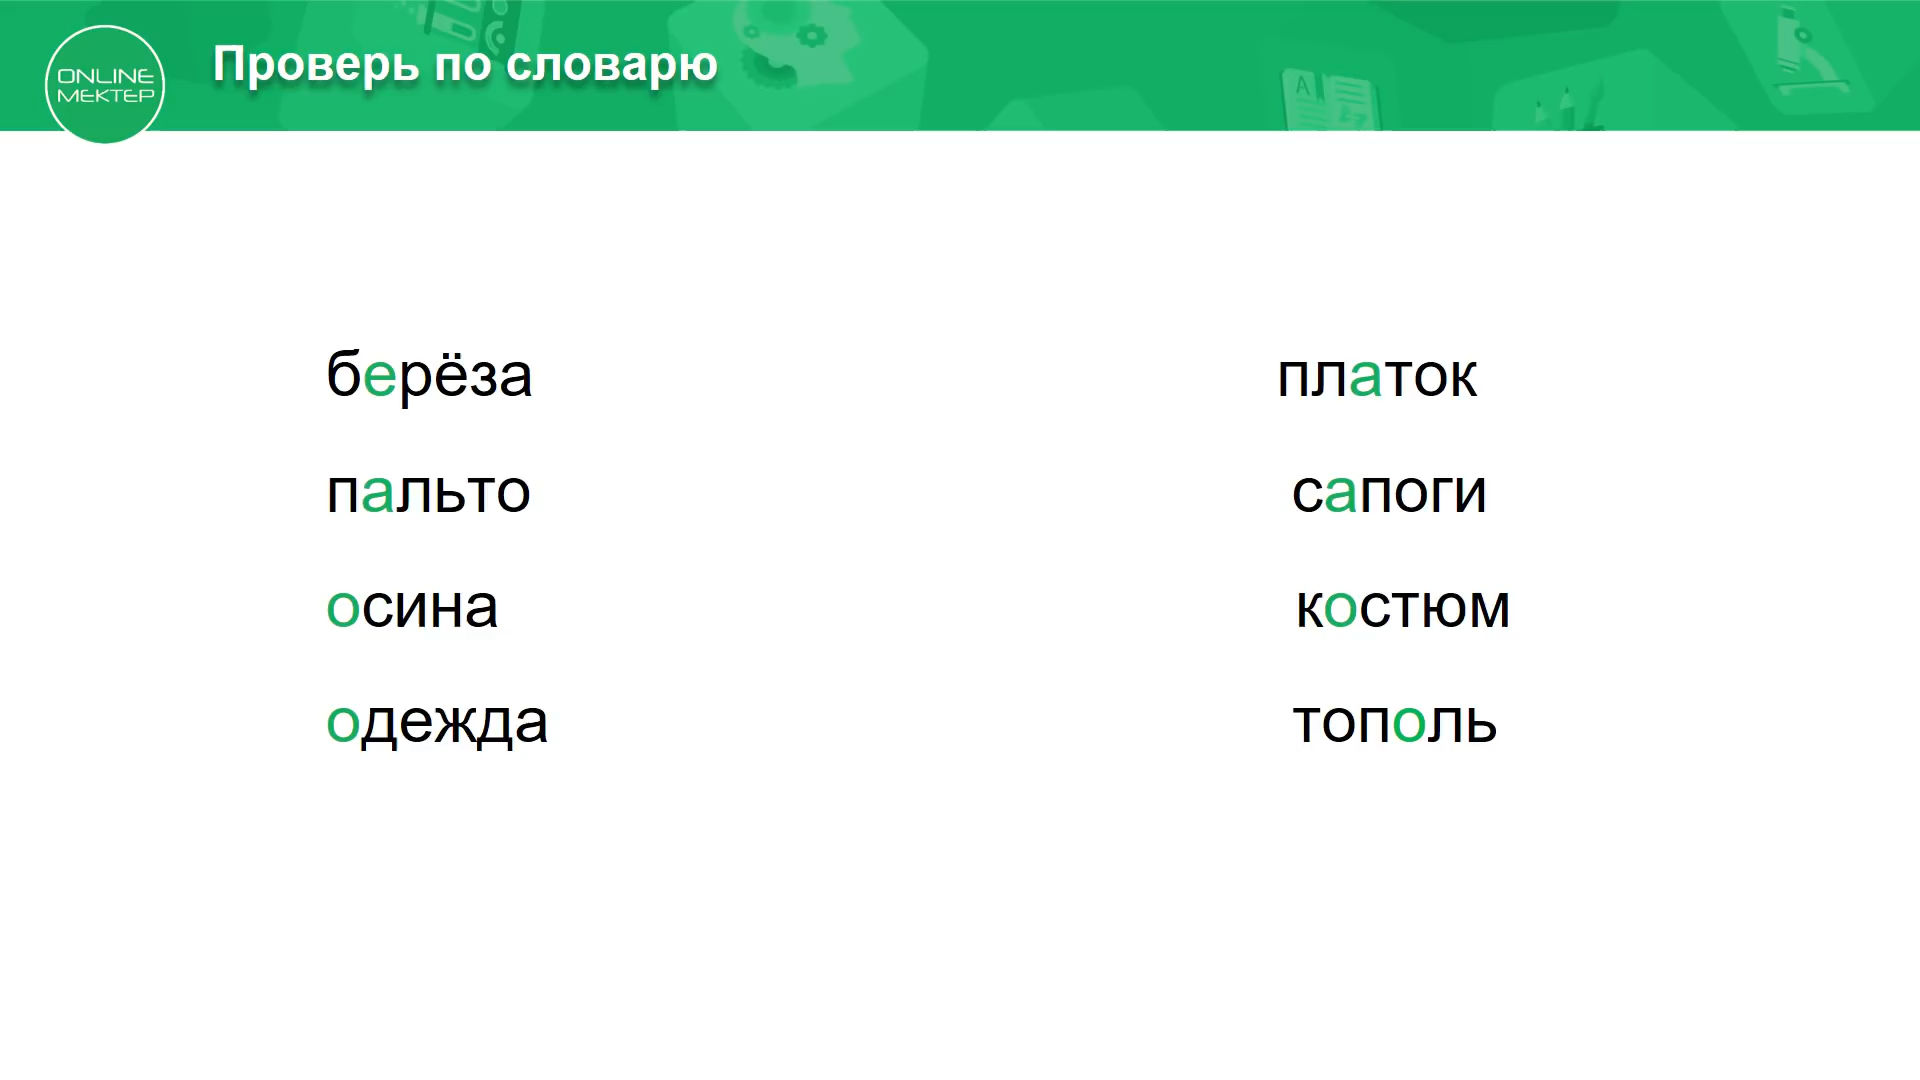 ONLINE
МЕКТЕР
Проверь по словарю
берёза
пальто
осина
одежда
платок
сапоги
костюм
тополь